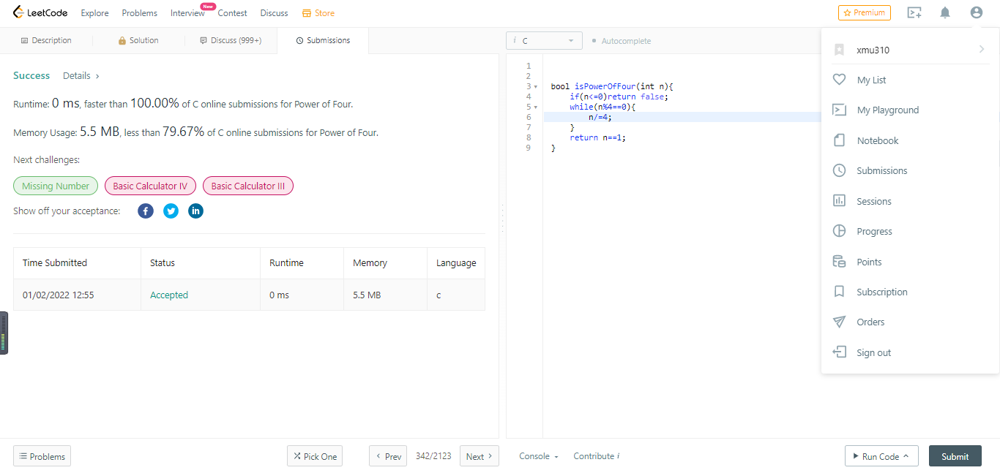 LeetCode Explore Problems Interview New Contest Discuss Store Premium
Description Solution Discuss (999+) Submissions
i C Autocomplete
Success Details ›
Runtime: 0 ms, faster than 100.00% of C online submissions for Power of Four.
Memory Usage: 5.5 MB, less than 79.67% of C online submissions for Power of Four.
Next challenges:
Missing Number Basic Calculator IV Basic Calculator III
Show off your acceptance:
Time Submitted Status Runtime Memory Language
01/02/2022 12:55 Accepted 0 ms 5.5 MB c
1
2
3 bool isPowerOfFour(int n){
4 if(n<=0)return false;
5 while(n%4==0){
6 n/=4;
7 }
8 return n==1;
9 }
xmu310
My List
My Playground
Notebook
Submissions
Sessions
Progress
Points
Subscription
Orders
Sign out
Problems Pick One ‹ Prev 342/2123 Next › Console Contribute i Run Code Submit